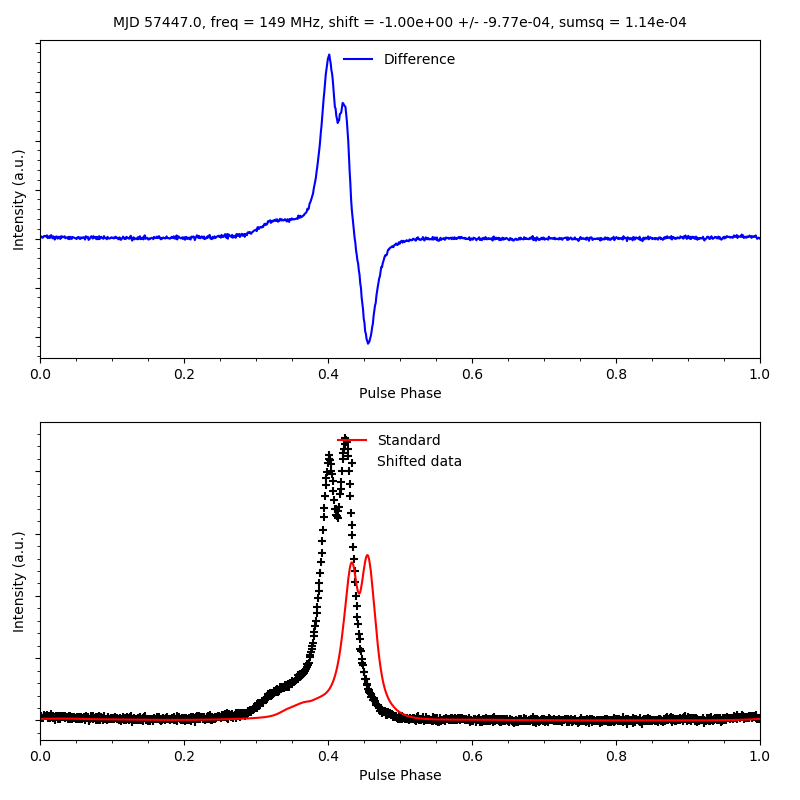 MJD 57447.0, freq = 149 MHz, shift = -1.00e+00 +/- -9.77e-04, sumsq = 1.14e-04
Difference
Intensity (a.u.)
0.0 0.2 0.4 0.6 0.8 1.0
Pulse Phase
Standard
Shifted data
Intensity (a.u.)
0.0 0.2 0.4 0.6 0.8 1.0
Pulse Phase